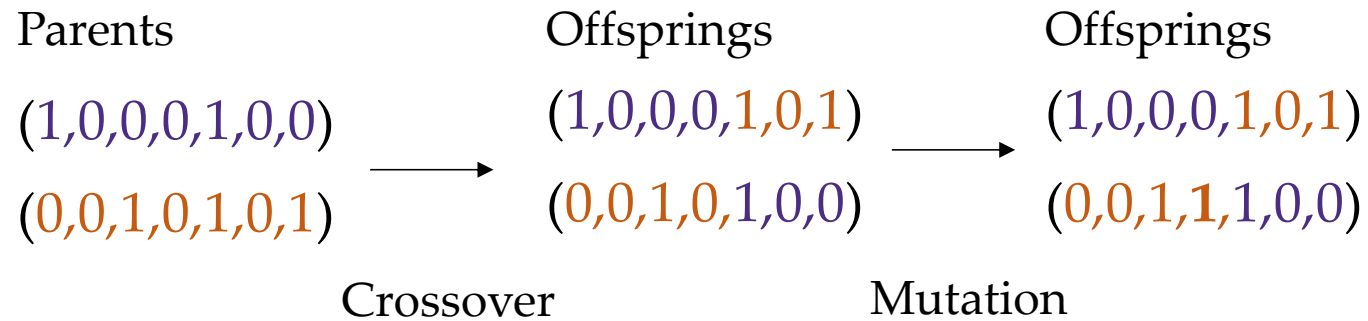 Parents Offsprings Offsprings
(1,0,0,0,1,0,0) (1,0,0,0,1,0,1) (1,0,0,0,1,0,1)
(0,0,1,0,1,0,1) (0,0,1,0,1,0,0) (0,0,1,1,1,0,0)
Crossover Mutation